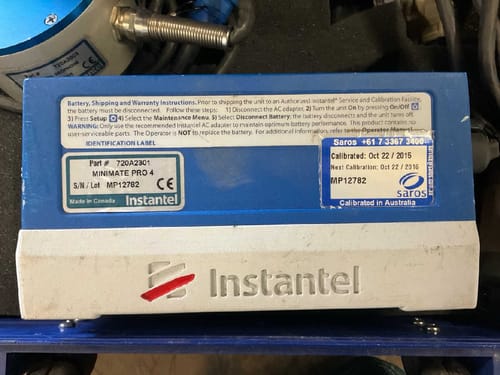 Battery, Shipping and Warranty Instructions. Prior to shipping the unit to an Authorized Instantel® Service and Calibration Facility,
the battery must be disconnected. Follow these steps: 1) Disconnect the AC adapter, 2) Turn the unit On by pressing On/Off
3) Press Setup 4) Select the Maintenance Menu, 5) Select Disconnect Battery, the battery disconnects and the unit turns off.
WARNING: Only use the recommended Instantel AC adapter to maintain optimum battery performance. This product contains no
user-serviceable parts. The Operator is NOT to replace the battery. For additional information, refer to the Operator Manual.
IDENTIFICATION LABEL
Part # 720A2301
MINIMATE PRO 4
S/N / Lot MP12782 CE
Made in Canada Instantel
Saros +61 7 3367 3400
Calibrated: Oct 22 / 2015
Next Calibration: Oct 22 / 2016
MP12782
saros
Calibrated in Australia
Instantel